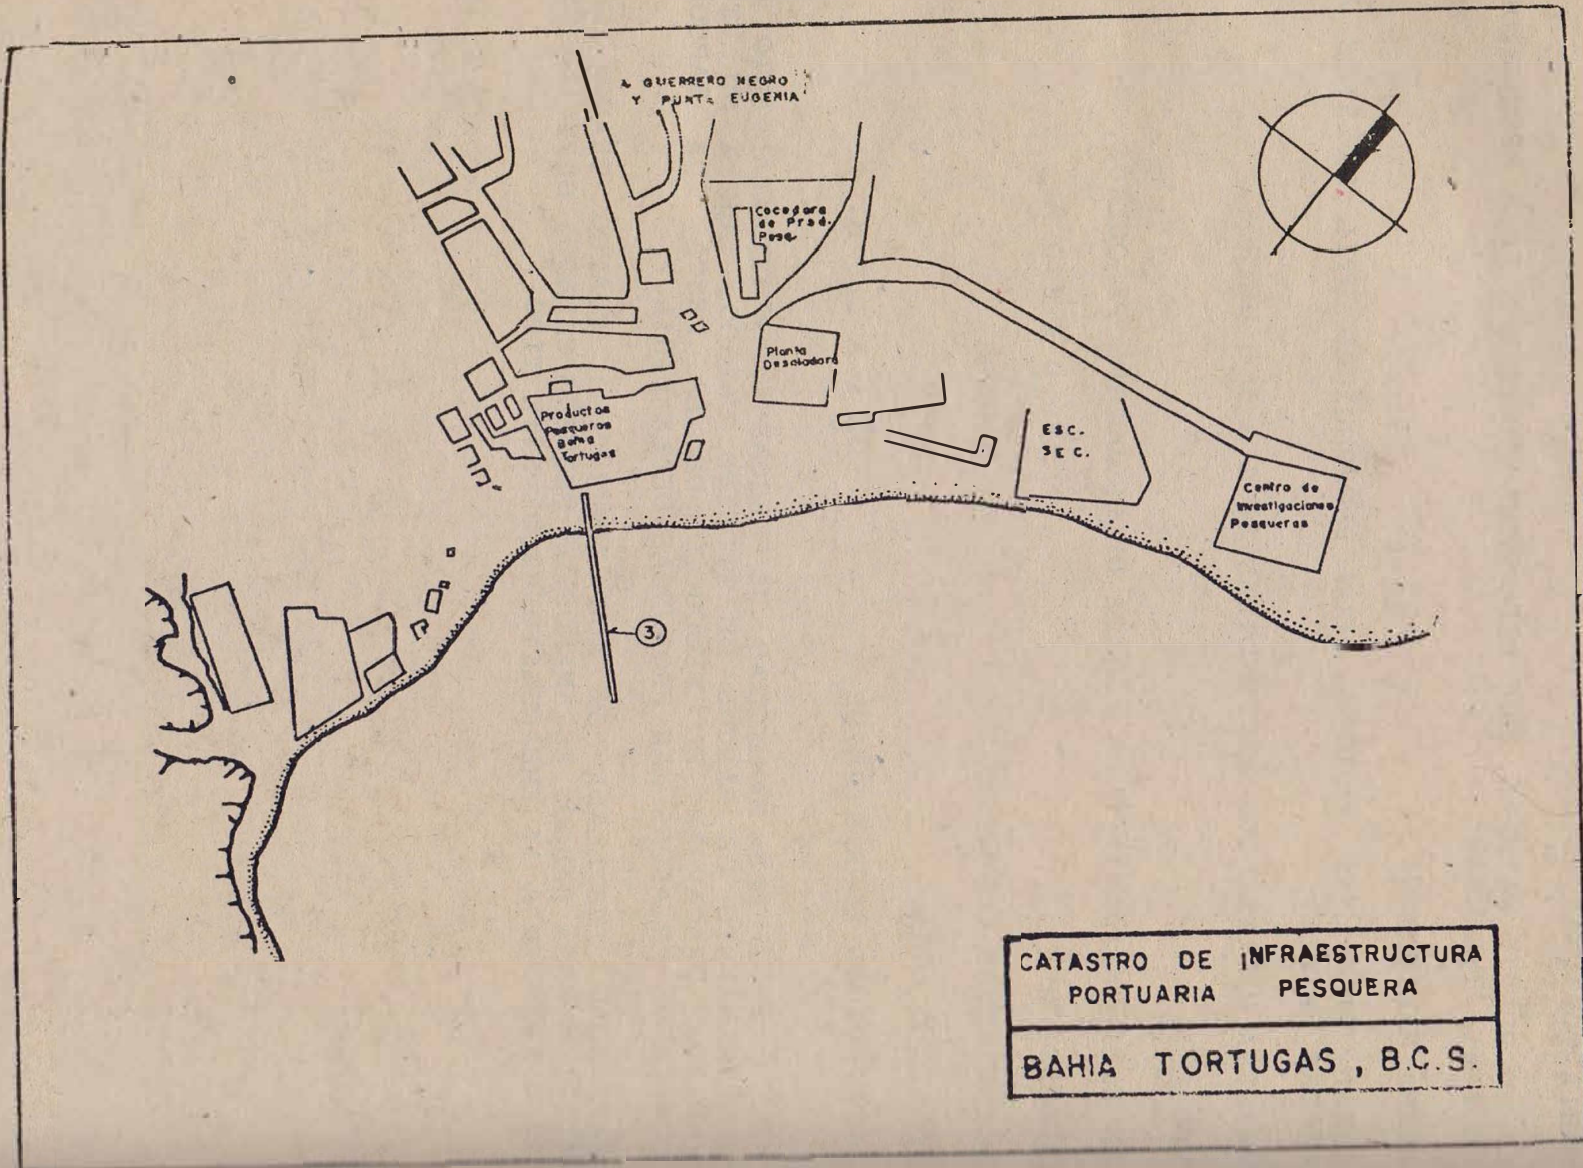 A GUERRERO NEGRO
Y PUNTA EUGENIA
Cocedora
de Prod.
Pesq.
Planta
Desaladora
Productos
Pesqueros
Bahia
Tortugas
ESC.
SEC.
Centro de
Investigaciones
Pesqueras
3
CATASTRO DE INFRAESTRUCTURA
PORTUARIA PESQUERA
BAHIA TORTUGAS, B.C.S.